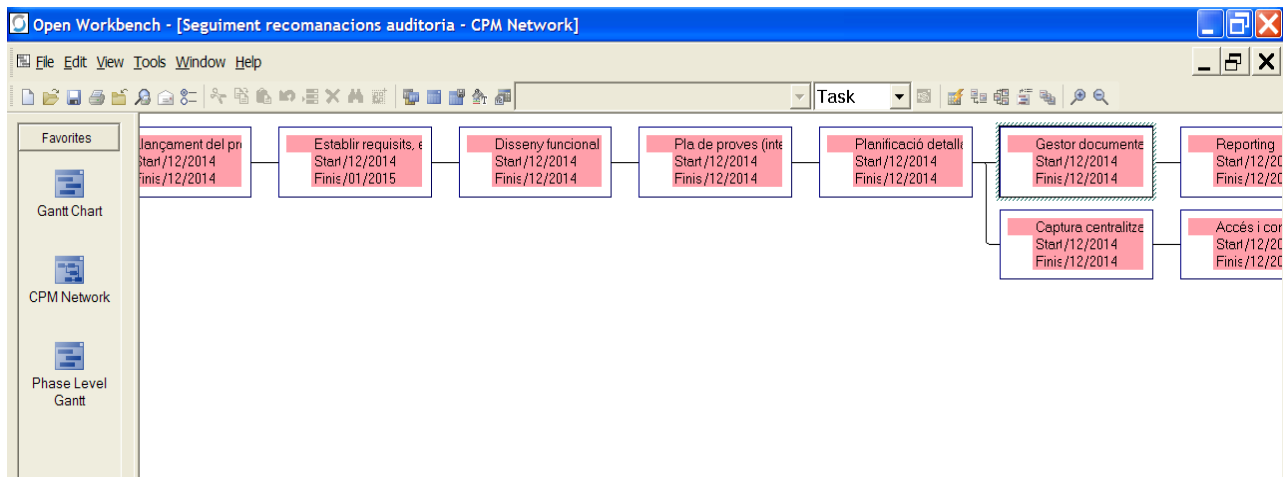 Open Workbench - [Seguiment recomanacions auditoria - CPM Network]
File Edit View Tools Window Help
Task
Favorites
Gantt Chart
CPM Network
Phase Level
Gantt
Llançament del pr
Start/12/2014
Finis/12/2014
Establir requisits, e
Start/12/2014
Finis/01/2015
Disseny funcional
Start/12/2014
Finis/12/2014
Pla de proves (inte
Start/12/2014
Finis/12/2014
Planificació detalla
Start/12/2014
Finis/12/2014
Gestor documente
Start/12/2014
Finis/12/2014
Reporting
Start/12/20
Finis/12/20
Captura centralitze
Start/12/2014
Finis/12/2014
Accés i cor
Start/12/20
Finis/12/20